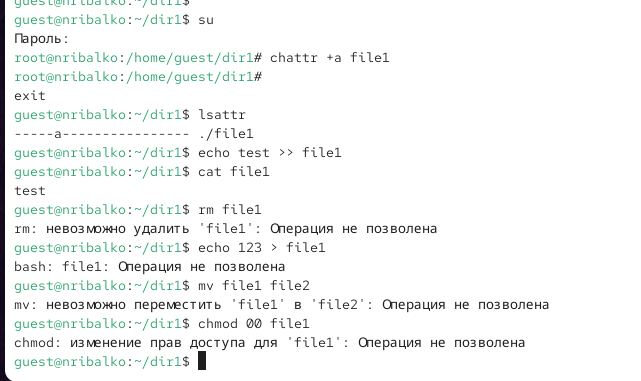 guest@nribalko:~/dir1$
guest@nribalko:~/dir1$ su
Пароль:
root@nribalko:/home/guest/dir1# chattr +a file1
root@nribalko:/home/guest/dir1#
exit
guest@nribalko:~/dir1$ lsattr
-----a---------------- ./file1
guest@nribalko:~/dir1$ echo test >> file1
guest@nribalko:~/dir1$ cat file1
test
guest@nribalko:~/dir1$ rm file1
rm: невозможно удалить 'file1': Операция не позволена
guest@nribalko:~/dir1$ echo 123 > file1
bash: file1: Операция не позволена
guest@nribalko:~/dir1$ mv file1 file2
mv: невозможно переместить 'file1' в 'file2': Операция не позволена
guest@nribalko:~/dir1$ chmod 00 file1
chmod: изменение прав доступа для 'file1': Операция не позволена
guest@nribalko:~/dir1$